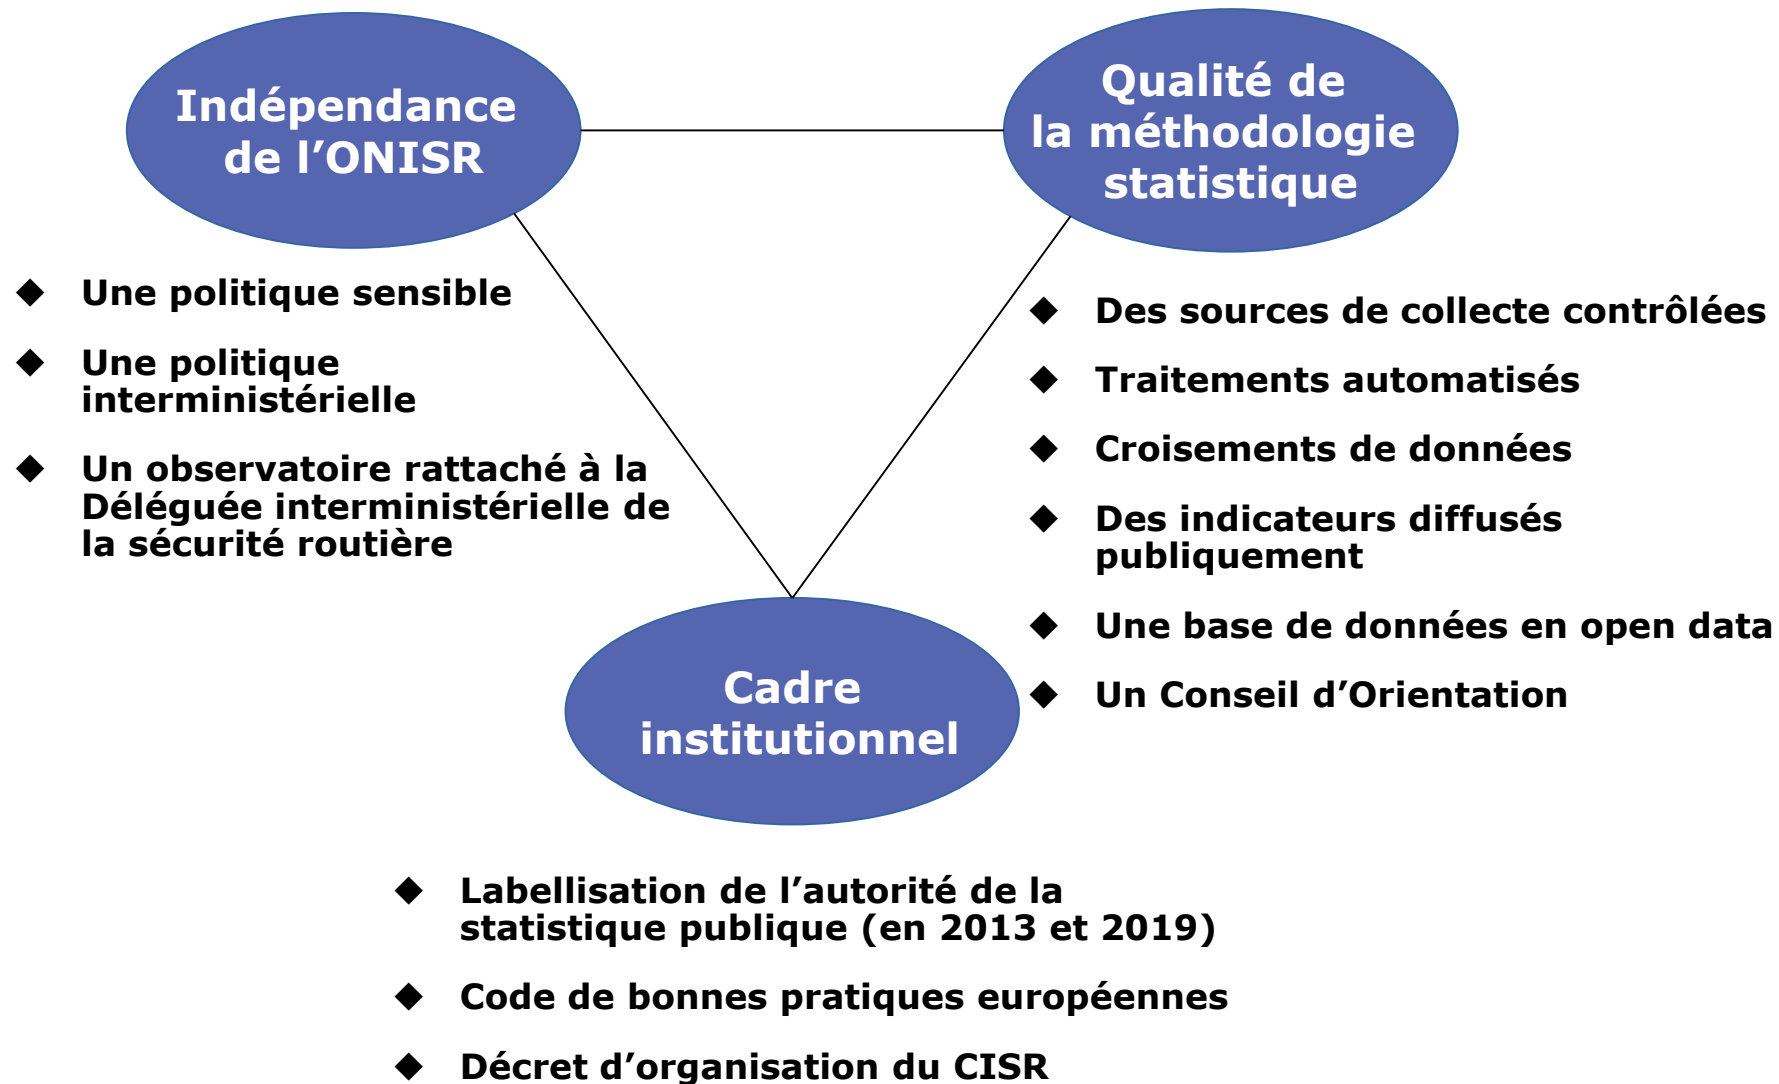 Indépendance
de l’ONISR
Qualité de
la méthodologie
statistique
◆ Une politique sensible
◆ Une politique
interministérielle
◆ Un observatoire rattaché à la
Déléguée interministérielle de
la sécurité routière
◆ Des sources de collecte contrôlées
◆ Traitements automatisés
◆ Croisements de données
◆ Des indicateurs diffusés
publiquement
◆ Une base de données en open data
◆ Un Conseil d’Orientation
Cadre
institutionnel
◆ Labellisation de l’autorité de la
statistique publique (en 2013 et 2019)
◆ Code de bonnes pratiques européennes
◆ Décret d’organisation du CISR